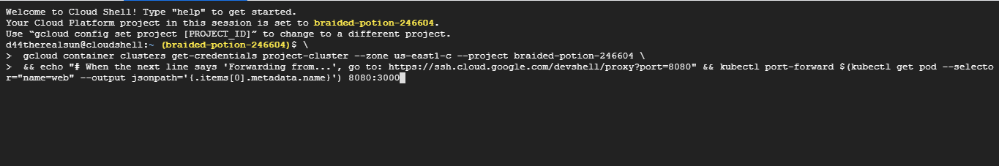 Welcome to Cloud Shell! Type "help" to get started.
Your Cloud Platform project in this session is set to braided-potion-246604.
Use “gcloud config set project [PROJECT_ID]” to change to a different project.
d44therealsun@cloudshell:~ (braided-potion-246604)$ \
>  gcloud container clusters get-credentials project-cluster --zone us-east1-c --project braided-potion-246604 \
>  && echo "# When the next line says 'Forwarding from...', go to: https://ssh.cloud.google.com/devshell/proxy?port=8080" && kubectl port-forward $(kubectl get pod --selecto
r="name=web" --output jsonpath='{.items[0].metadata.name}') 8080:3000